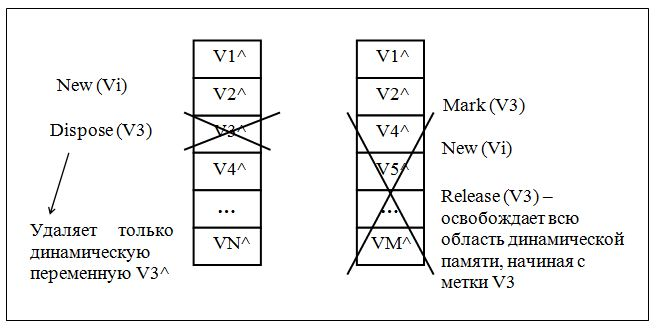 New (Vi)
Dispose (V3)
Удаляет только
динамическую
переменную V3^
V1^
V2^
V3^
V4^
...
VN^
V1^
V2^
V4^
V5^
...
VM^
Mark (V3)
New (Vi)
Release (V3) –
освобождает всю
область динамической
памяти, начиная с
метки V3